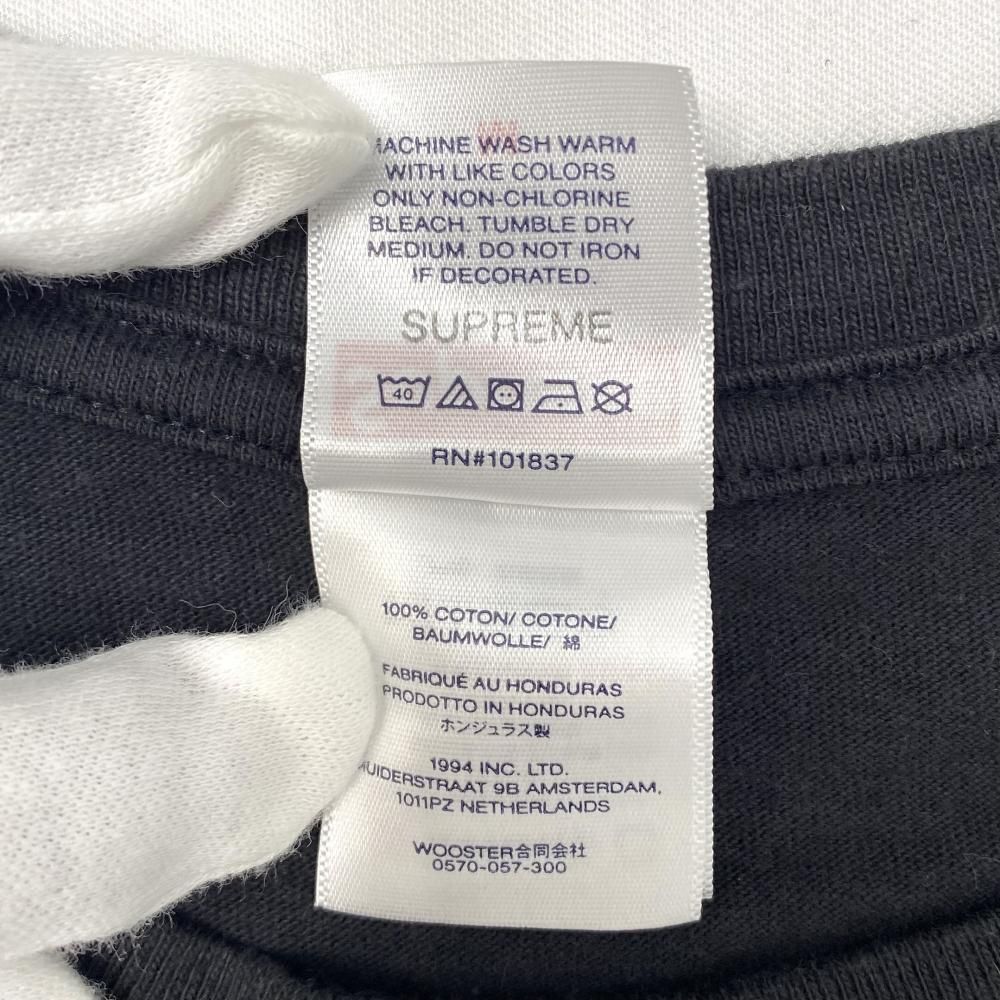 MACHINE WASH WARM
WITH LIKE COLORS
ONLY NON-CHLORINE
BLEACH. TUMBLE DRY
MEDIUM. DO NOT IRON
IF DECORATED.
SUPREME
40
RN#101837
100% COTON/ COTONE/
BAUMWOLLE/ 綿
FABRIQUÉ AU HONDURAS
PRODOTTO IN HONDURAS
ホンジュラス製
1994 INC. LTD.
9B AMSTERDAM,
1011PZ NETHERLANDS
WOOSTER合同会社
0570-057-300